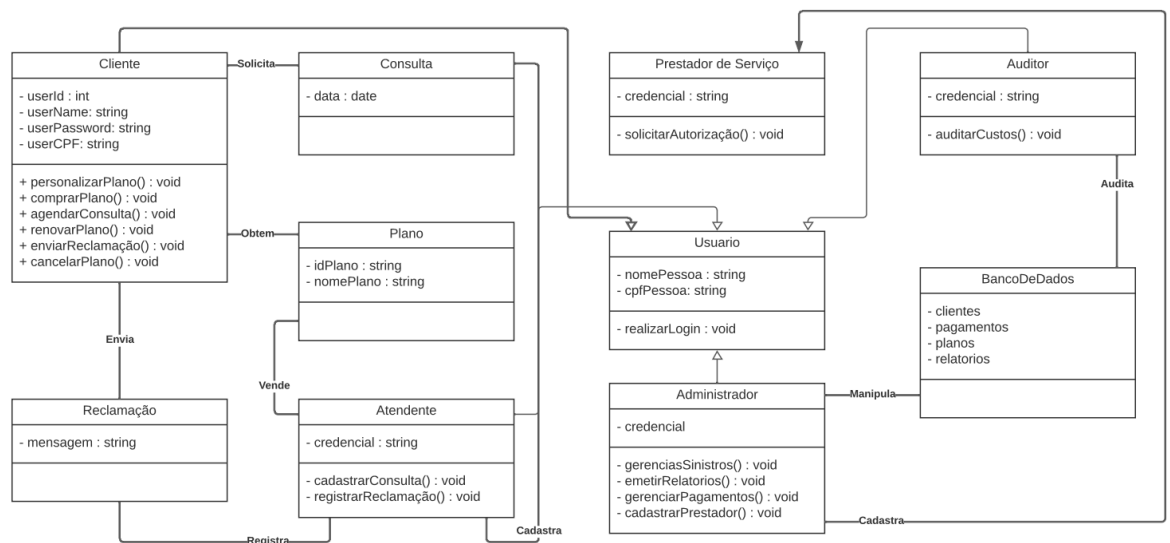 Cliente
- userId : int
- userName: string
- userPassword: string
- userCPF: string
+ personalizarPlano() : void
+ comprarPlano() : void
+ agendarConsulta() : void
+ renovarPlano() : void
+ enviarReclamação() : void
+ cancelarPlano() : void
Solicita
Consulta
- data : date
Obtem
Plano
- idPlano : string
- nomePlano : string
Envia
Vende
Reclamação
- mensagem : string
Atendente
- credencial : string
- cadastrarConsulta() : void
- registrarReclamação() : void
Registra
Cadastra
Prestador de Serviço
- credencial : string
- solicitarAutorização() : void
Auditor
- credencial : string
- auditarCustos() : void
Audita
Usuario
- nomePessoa : string
- cpfPessoa: string
- realizarLogin : void
BancoDeDados
- clientes
- pagamentos
- planos
- relatorios
Administrador
- credencial
- gerenciasSinistros() : void
- emetirRelatorios() : void
- gerenciarPagamentos() : void
- cadastrarPrestador() : void
Manipula
Cadastra